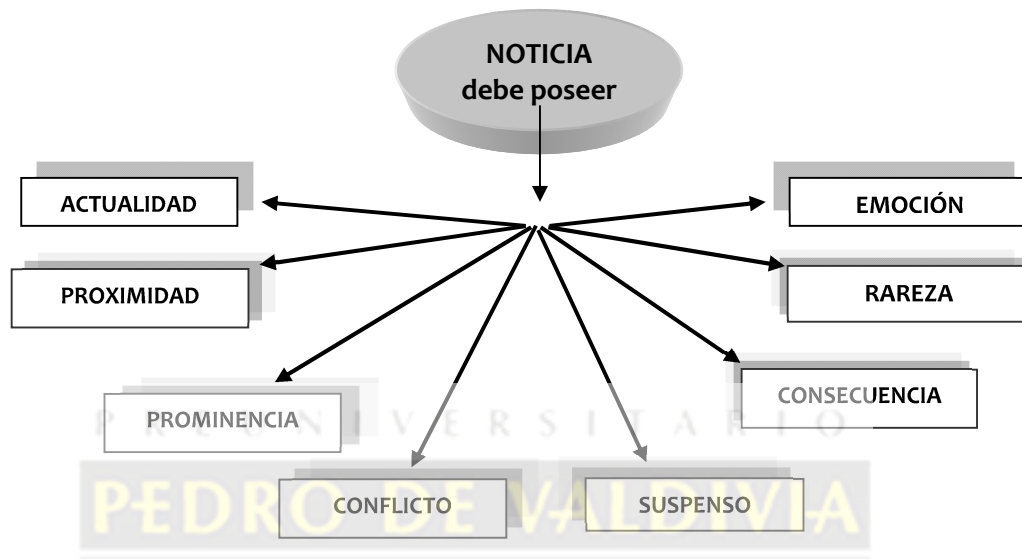 NOTICIA
debe poseer
ACTUALIDAD
EMOCIÓN
PROXIMIDAD
RAREZA
PROMINENCIA
CONSECUENCIA
CONFLICTO
SUSPENSO
PREUNIVERSITARIO
PEDRO DE VALDIVIA